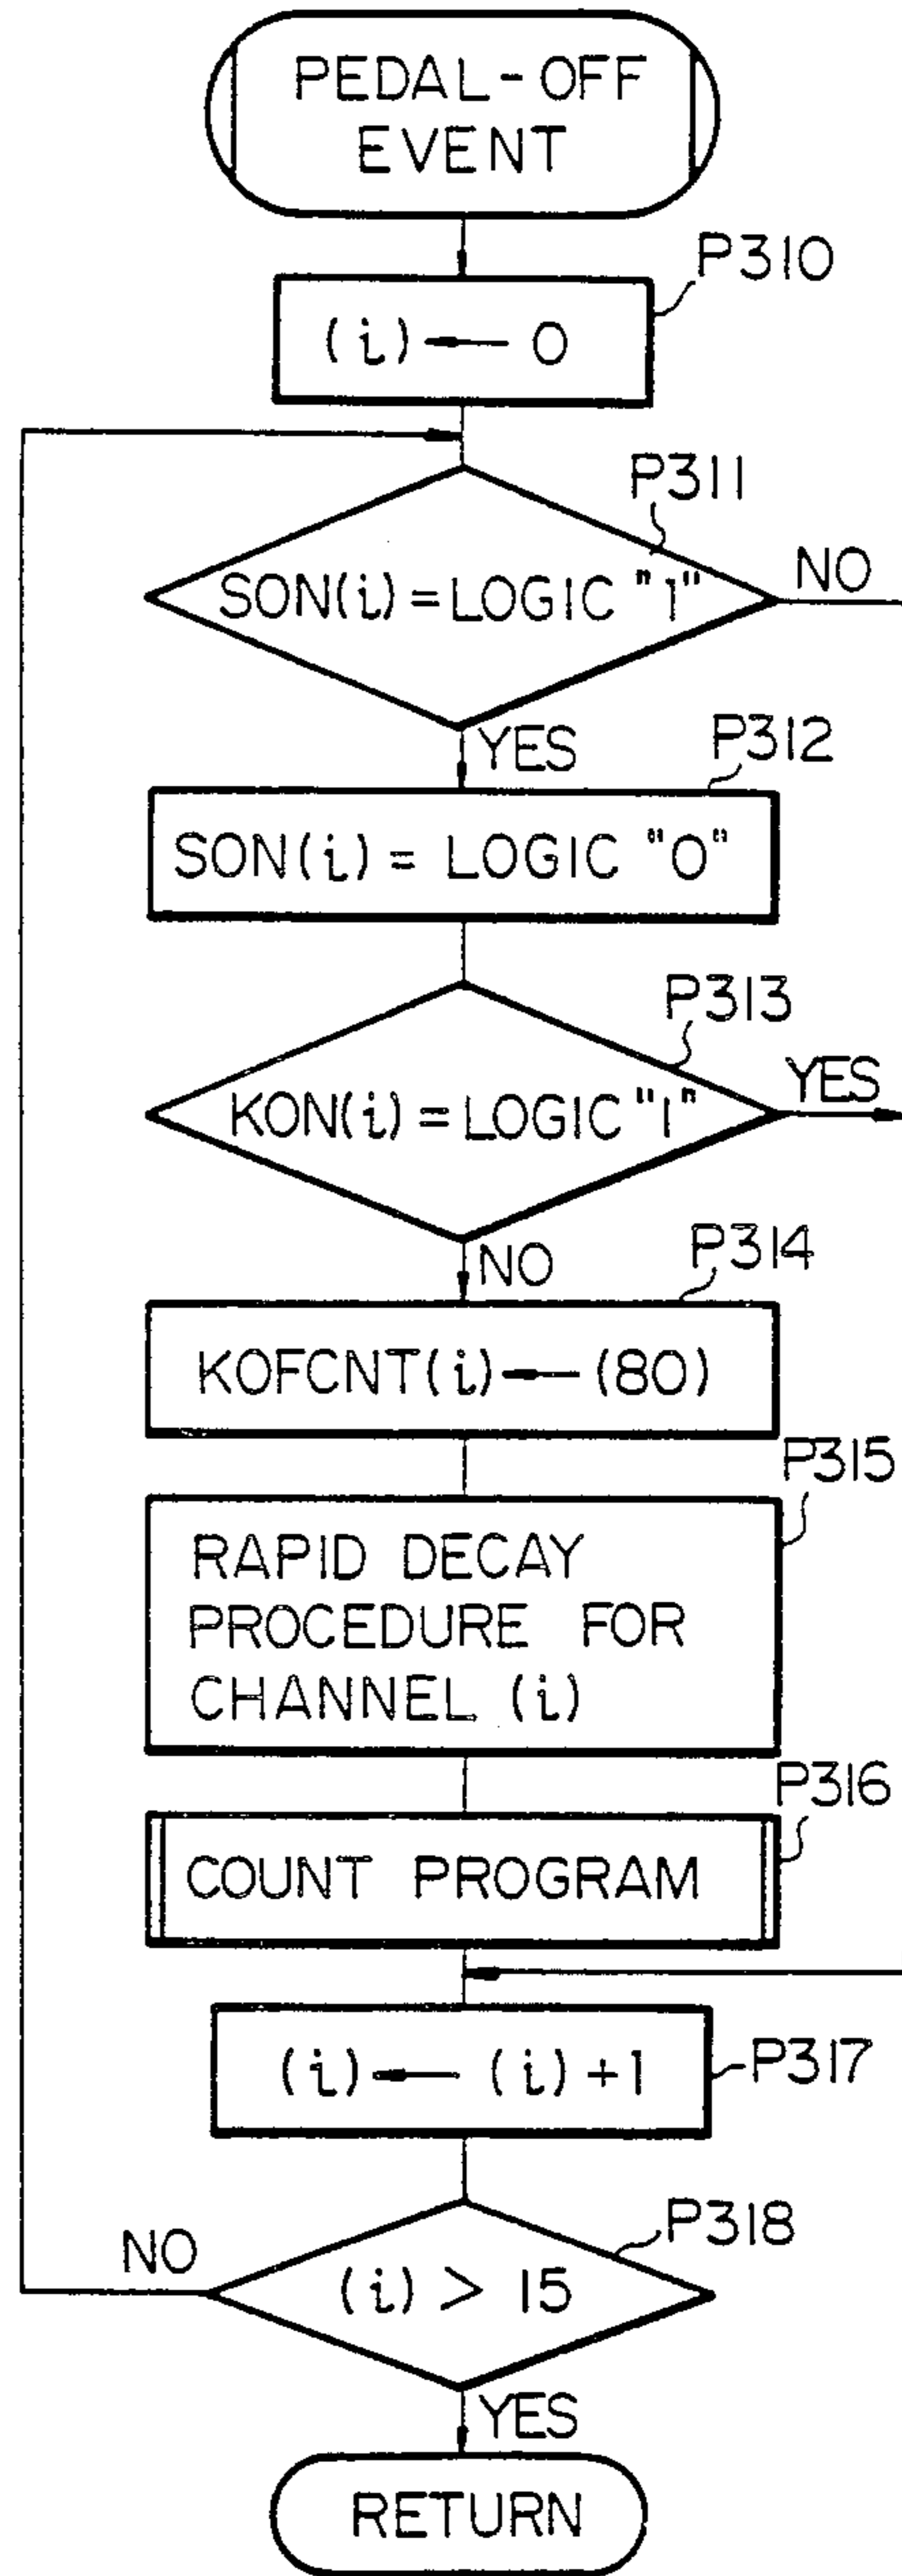 PEDAL-OFF
EVENT
P310
(i) ← 0
P311
SON(i) = LOGIC "1"
NO
YES
P312
SON(i) = LOGIC "0"
P313
KON(i) = LOGIC "1"
YES
NO
P314
KOFCNT(i) ← (80)
P315
RAPID DECAY
PROCEDURE FOR
CHANNEL (i)
P316
COUNT PROGRAM
(i) ← (i) +1
P317
P318
NO
(i) > 15
YES
RETURN